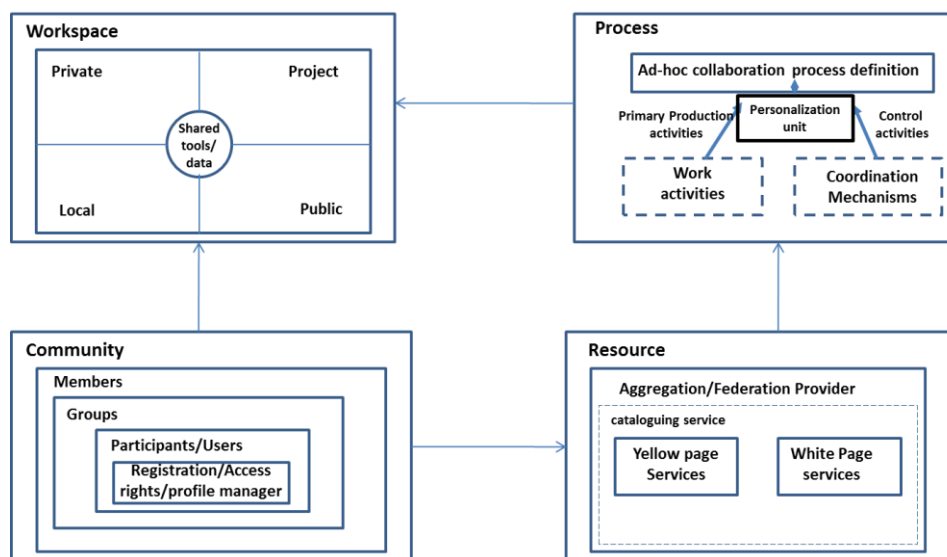 Workspace
Private
Project
Shared
tools/
data
Local
Public
Process
Ad-hoc collaboration process definition
Primary Production
activities
Personalization
unit
Control
activities
Work
activities
Coordination
Mechanisms
Community
Members
Groups
Participants/Users
Registration/Access
rights/profile manager
Resource
Aggregation/Federation Provider
cataloguing service
Yellow page
Services
White Page
services